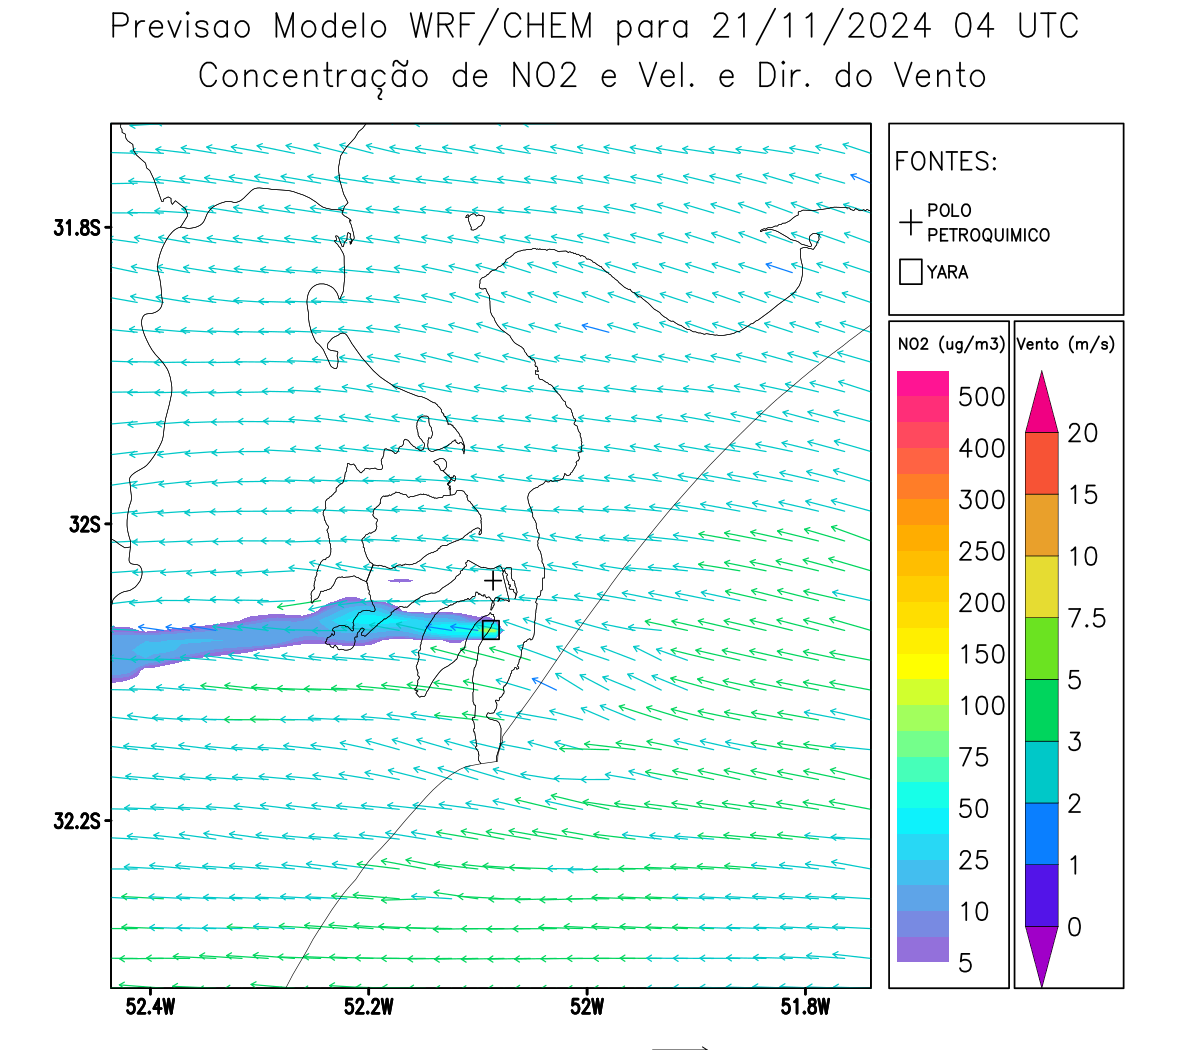 Previsao Modelo WRF/CHEM para 21/11/2024 04 UTC
Concentração de NO2 e Vel. e Dir. do Vento
FONTES:
POLO
PETROQUIMICO
YARA
NO2 (ug/m3)
500
400
300
250
200
150
100
75
50
25
10
5
Vento (m/s)
20
15
10
7.5
5
3
2
1
0
31.8S
32S
32.2S
52.4W
52.2W
52W
51.8W